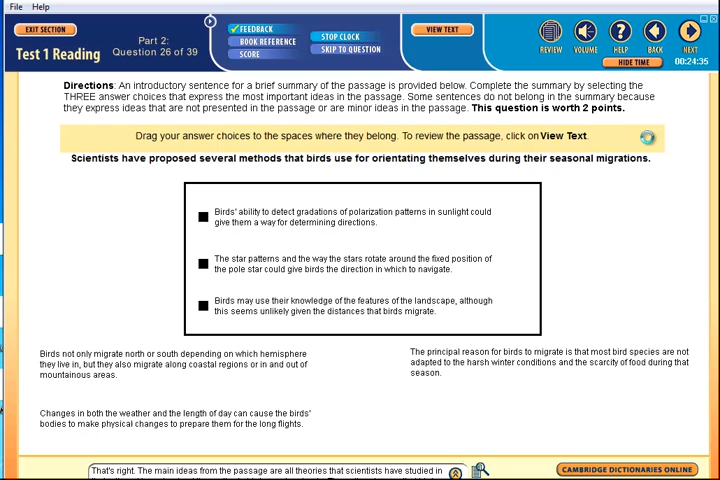 File Help
EXIT SECTION
Test 1 Reading
Part 2:
Question 26 of 39
FEEDBACK
BOOK REFERENCE
SCORE
STOP CLOCK
SKIP TO QUESTION
VIEW TEXT
REVIEW VOLUME HELP BACK NEXT
HIDE TIME 00:24:35
Directions: An introductory sentence for a brief summary of the passage is provided below. Complete the summary by selecting the
THREE answer choices that express the most important ideas in the passage. Some sentences do not belong in the summary because
they express ideas that are not presented in the passage or are minor ideas in the passage. This question is worth 2 points.
Drag your answer choices to the spaces where they belong. To review the passage, click on View Text.
Scientists have proposed several methods that birds use for orientating themselves during their seasonal migrations.
Birds' ability to detect gradations of polarization patterns in sunlight could
give them a way for determining directions.
The star patterns and the way the stars rotate around the fixed position of
the pole star could give birds the direction in which to navigate.
Birds may use their knowledge of the features of the landscape, although
this seems unlikely given the distances that birds migrate.
Birds not only migrate north or south depending on which hemisphere
they live in, but they also migrate along coastal regions or in and out of
mountainous areas.
The principal reason for birds to migrate is that most bird species are not
adapted to the harsh winter conditions and the scarcity of food during that
season.
Changes in both the weather and the length of day can cause the birds'
bodies to make physical changes to prepare them for the long flights.
That's right. The main ideas from the passage are all theories that scientists have studied in
CAMBRIDGE DICTIONARIES ONLINE